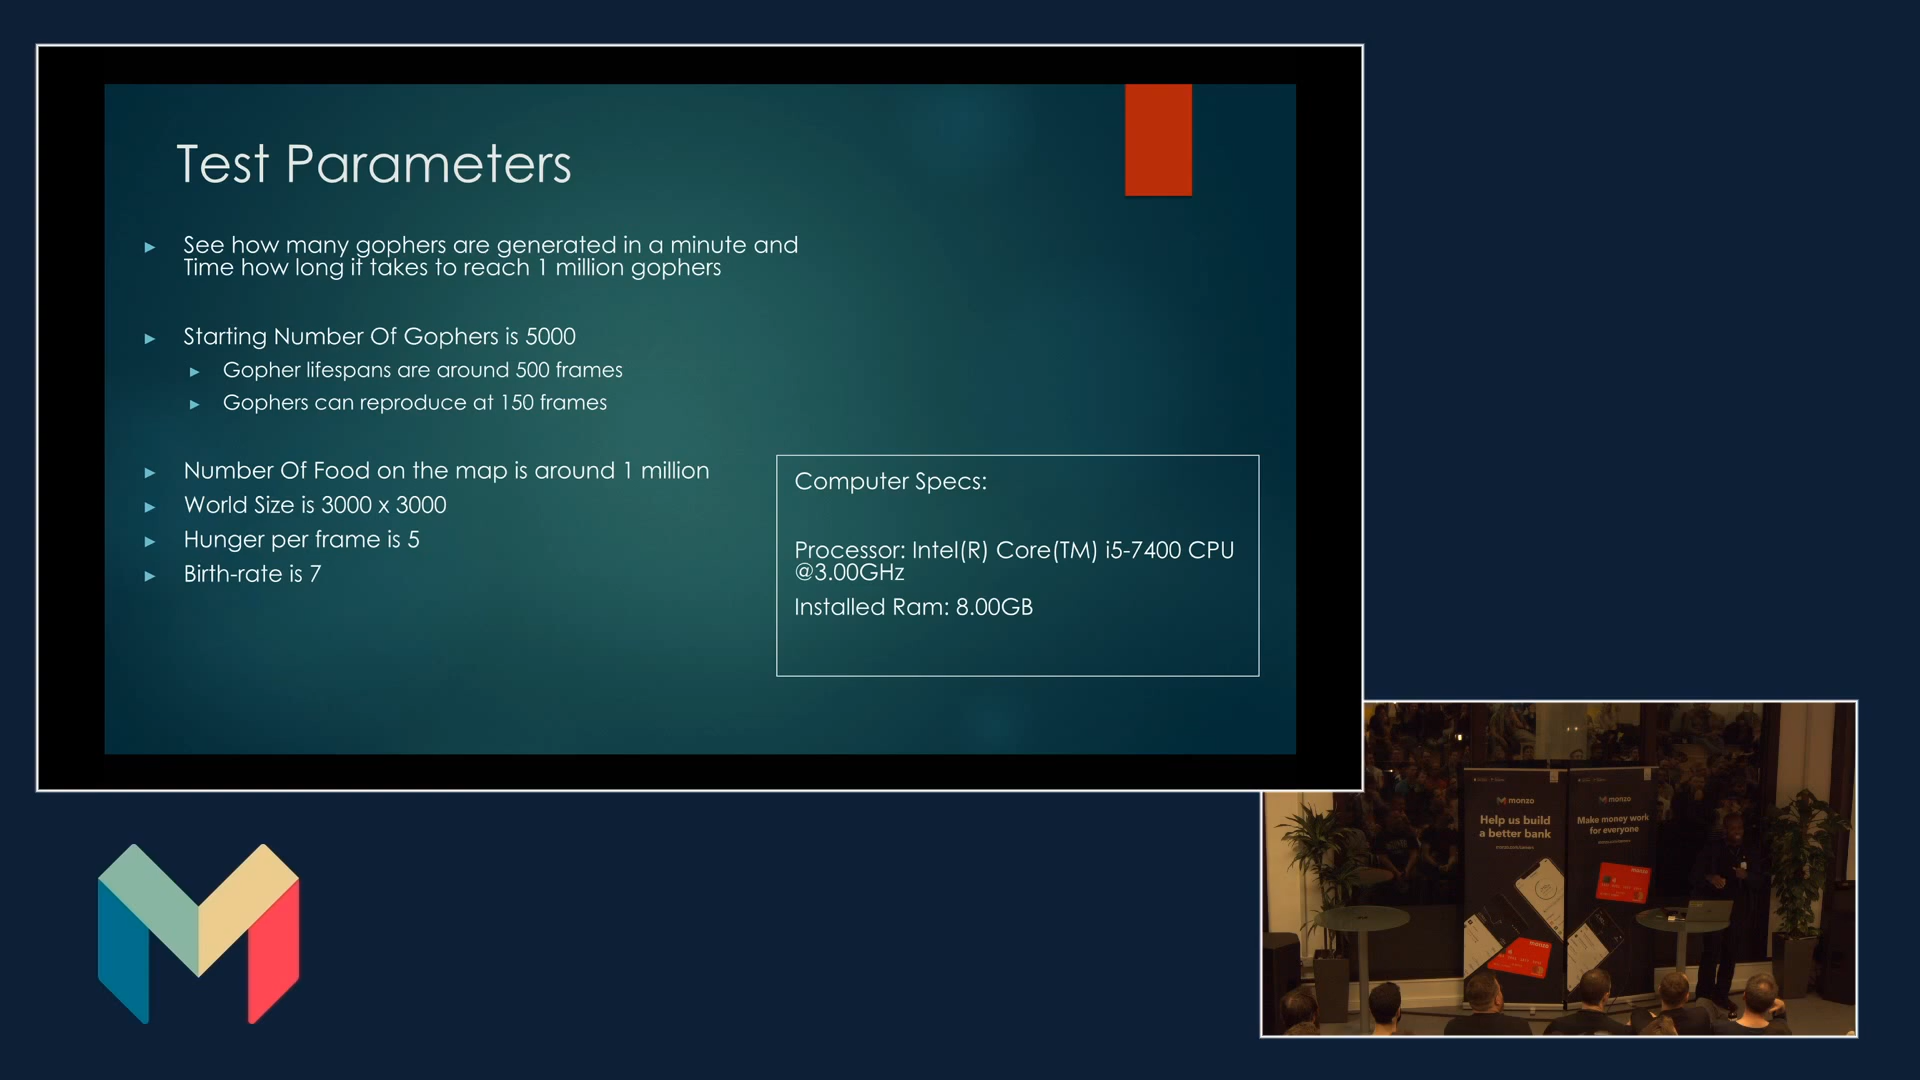 Test Parameters
See how many gophers are generated in a minute and
Time how long it takes to reach 1 million gophers
Starting Number Of Gophers is 5000
Gopher lifespans are around 500 frames
Gophers can reproduce at 150 frames
Number Of Food on the map is around 1 million
World Size is 3000 x 3000
Hunger per frame is 5
Birth-rate is 7
Computer Specs:
Processor: Intel(R) Core(TM) i5-7400 CPU
@3.00GHz
Installed Ram: 8.00GB
monzo
Help us build
a better bank
monzo
Make money work
for everyone
monzo
monzo